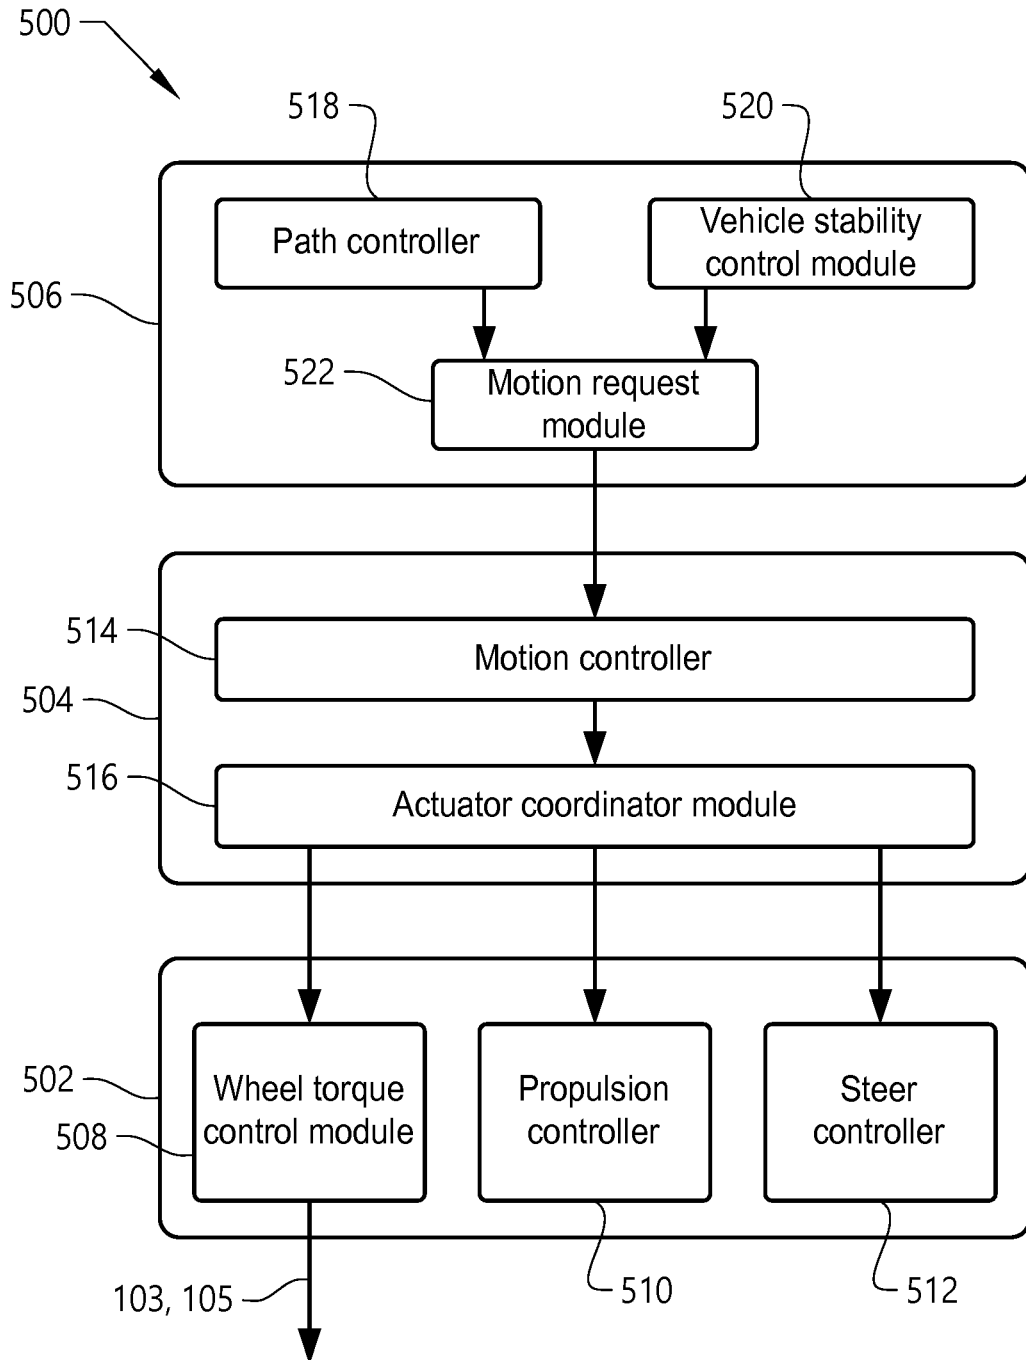 500
518
520
Path controller
Vehicle stability
control module
506
522
Motion request
module
514
Motion controller
504
516
Actuator coordinator module
502
508
Wheel torque
control module
Propulsion
controller
Steer
controller
103, 105
510
512